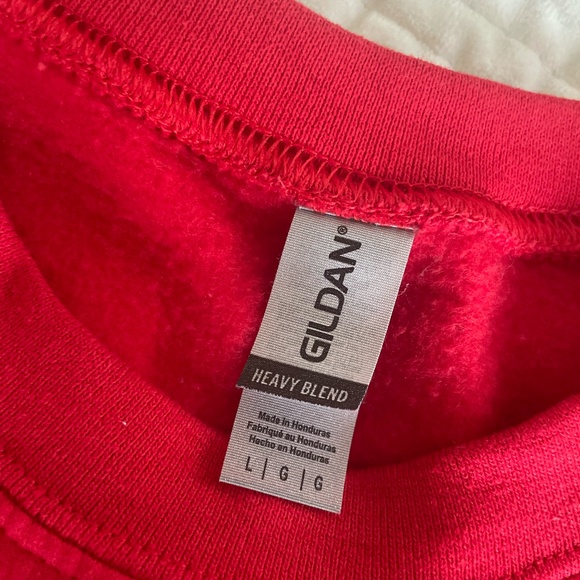 GILDAN®
HEAVY BLEND
Made in Honduras
Fabriqué au Honduras
Hecho en Honduras
L | G | G